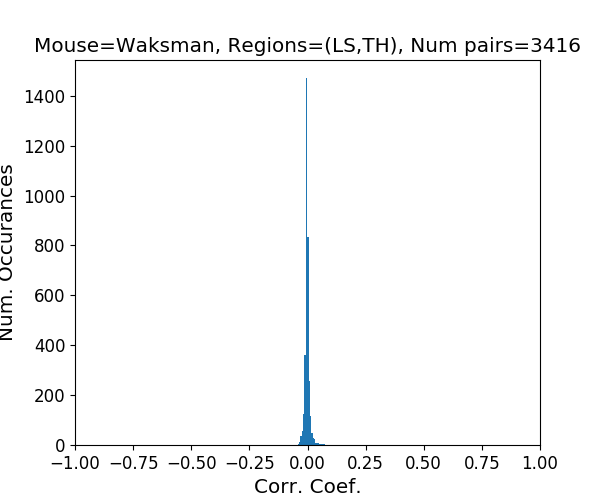 Mouse=Waksman, Regions=(LS,TH), Num pairs=3416
1400
1200
1000
800
600
400
200
0
Num. Occurances
−1.00 −0.75 −0.50 −0.25 0.00 0.25 0.50 0.75 1.00
Corr. Coef.